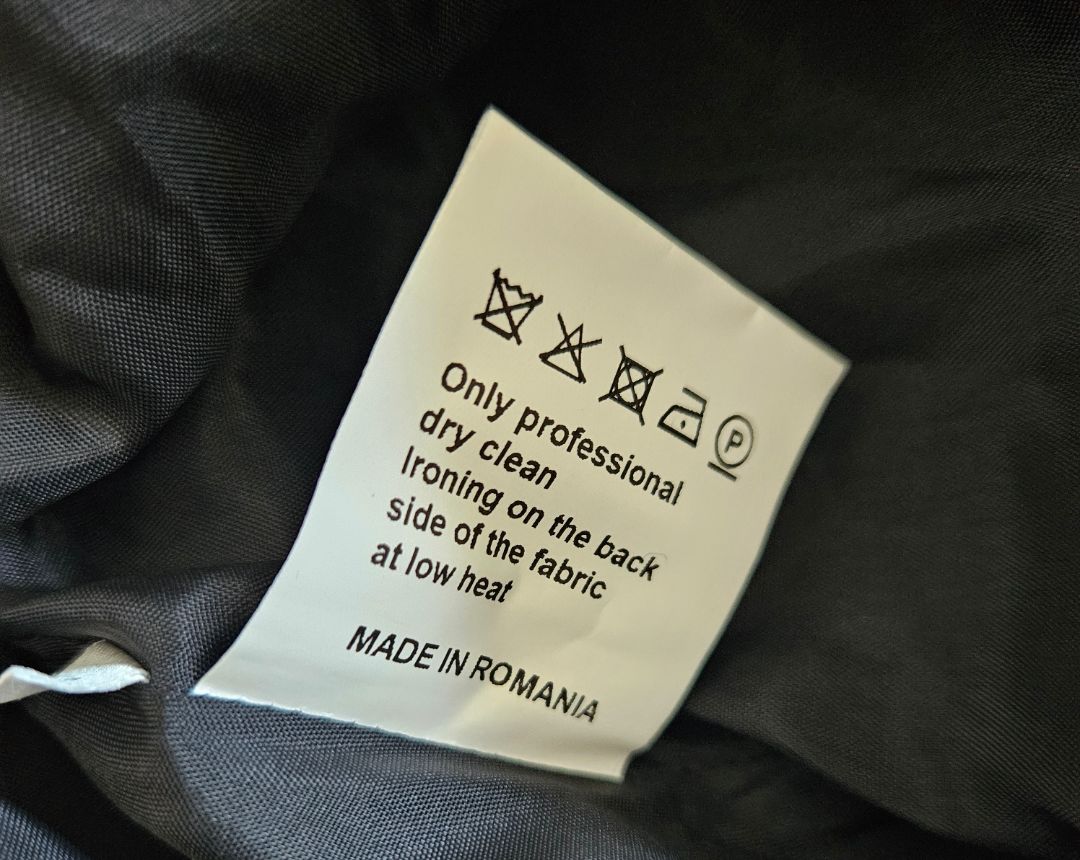 P
Only professional
dry clean
Ironing on the back
side of the fabric
at low heat
MADE IN ROMANIA